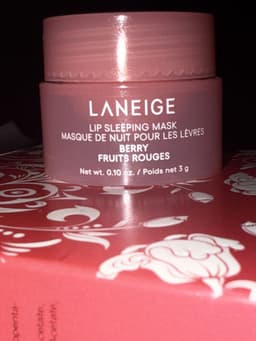 LANEIGE
LIP SLEEPING MASK
MASQUE DE NUIT POUR LES LÈVRES
BERRY
FRUITS ROUGES
Net wt. 0.10 oz. / Poids net 3 g